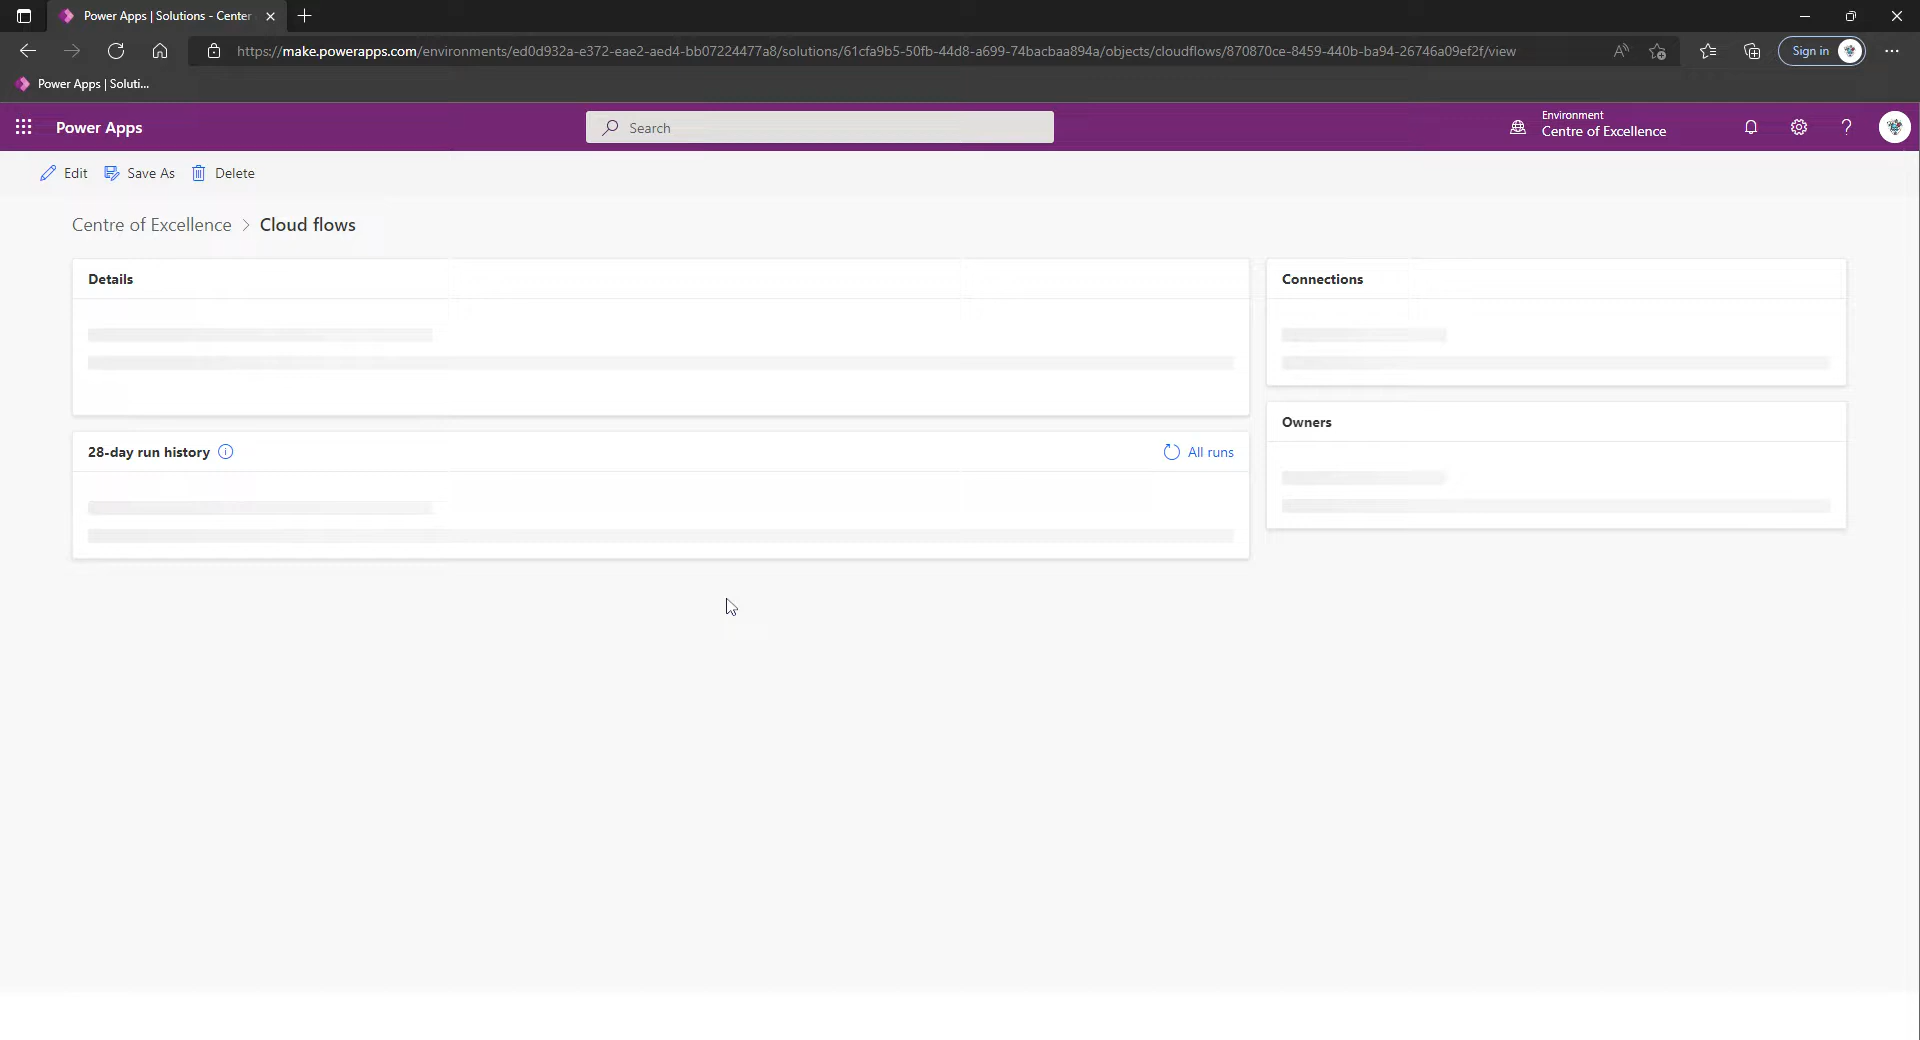 Power Apps | Solutions - Center
https://make.powerapps.com/environments/ed0d932a-e372-eae2-aed4-bb07224477a8/solutions/61cfa9b5-50fb-44d8-a699-74bacbaa894a/objects/cloudflows/870870ce-8459-440b-ba94-26746a09ef2f/view
Sign in
Power Apps | Soluti...
Power Apps
Search
Environment
Centre of Excellence
Edit
Save As
Delete
Centre of Excellence > Cloud flows
Details
Connections
Owners
28-day run history
All runs